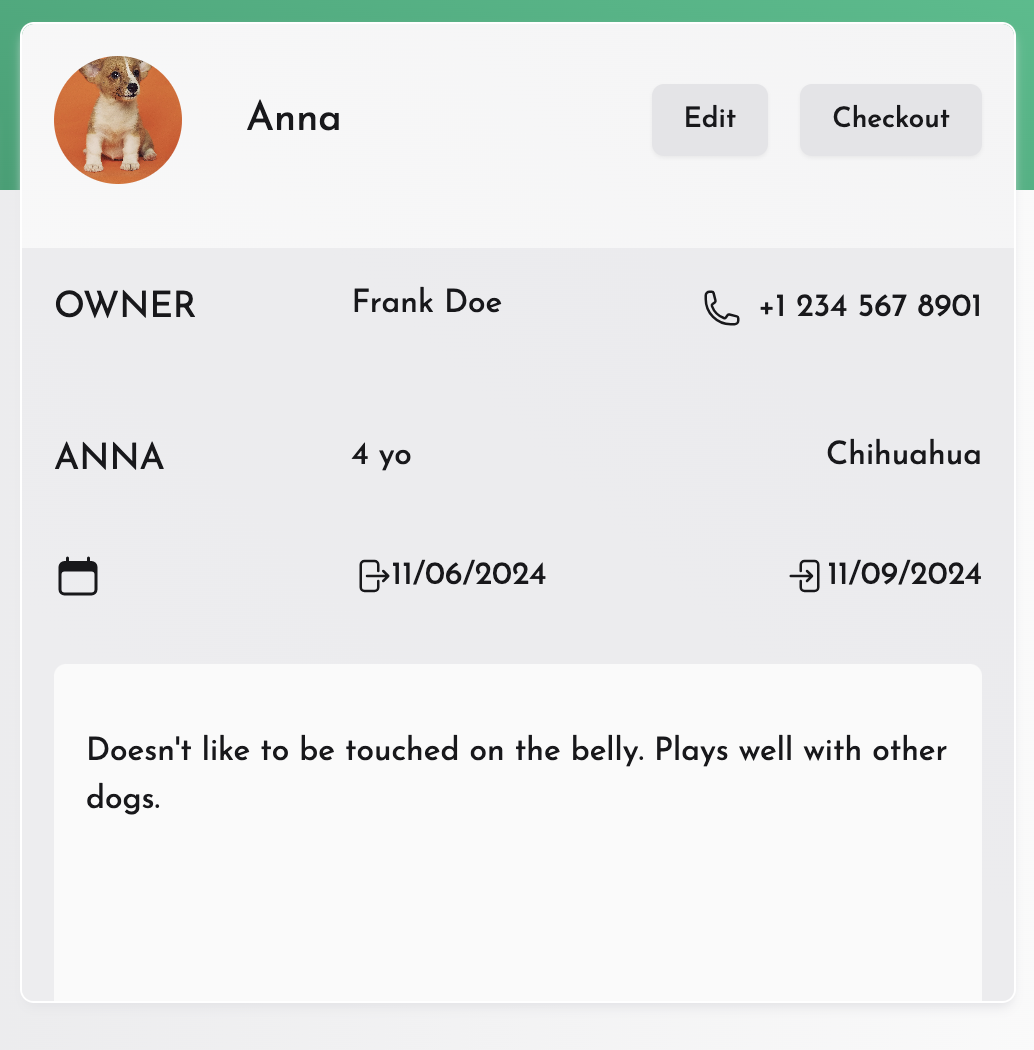 Anna
Edit
Checkout
OWNER
Frank Doe
+1 234 567 8901
ANNA
4 yo
Chihuahua
11/06/2024
11/09/2024
Doesn't like to be touched on the belly. Plays well with other
dogs.